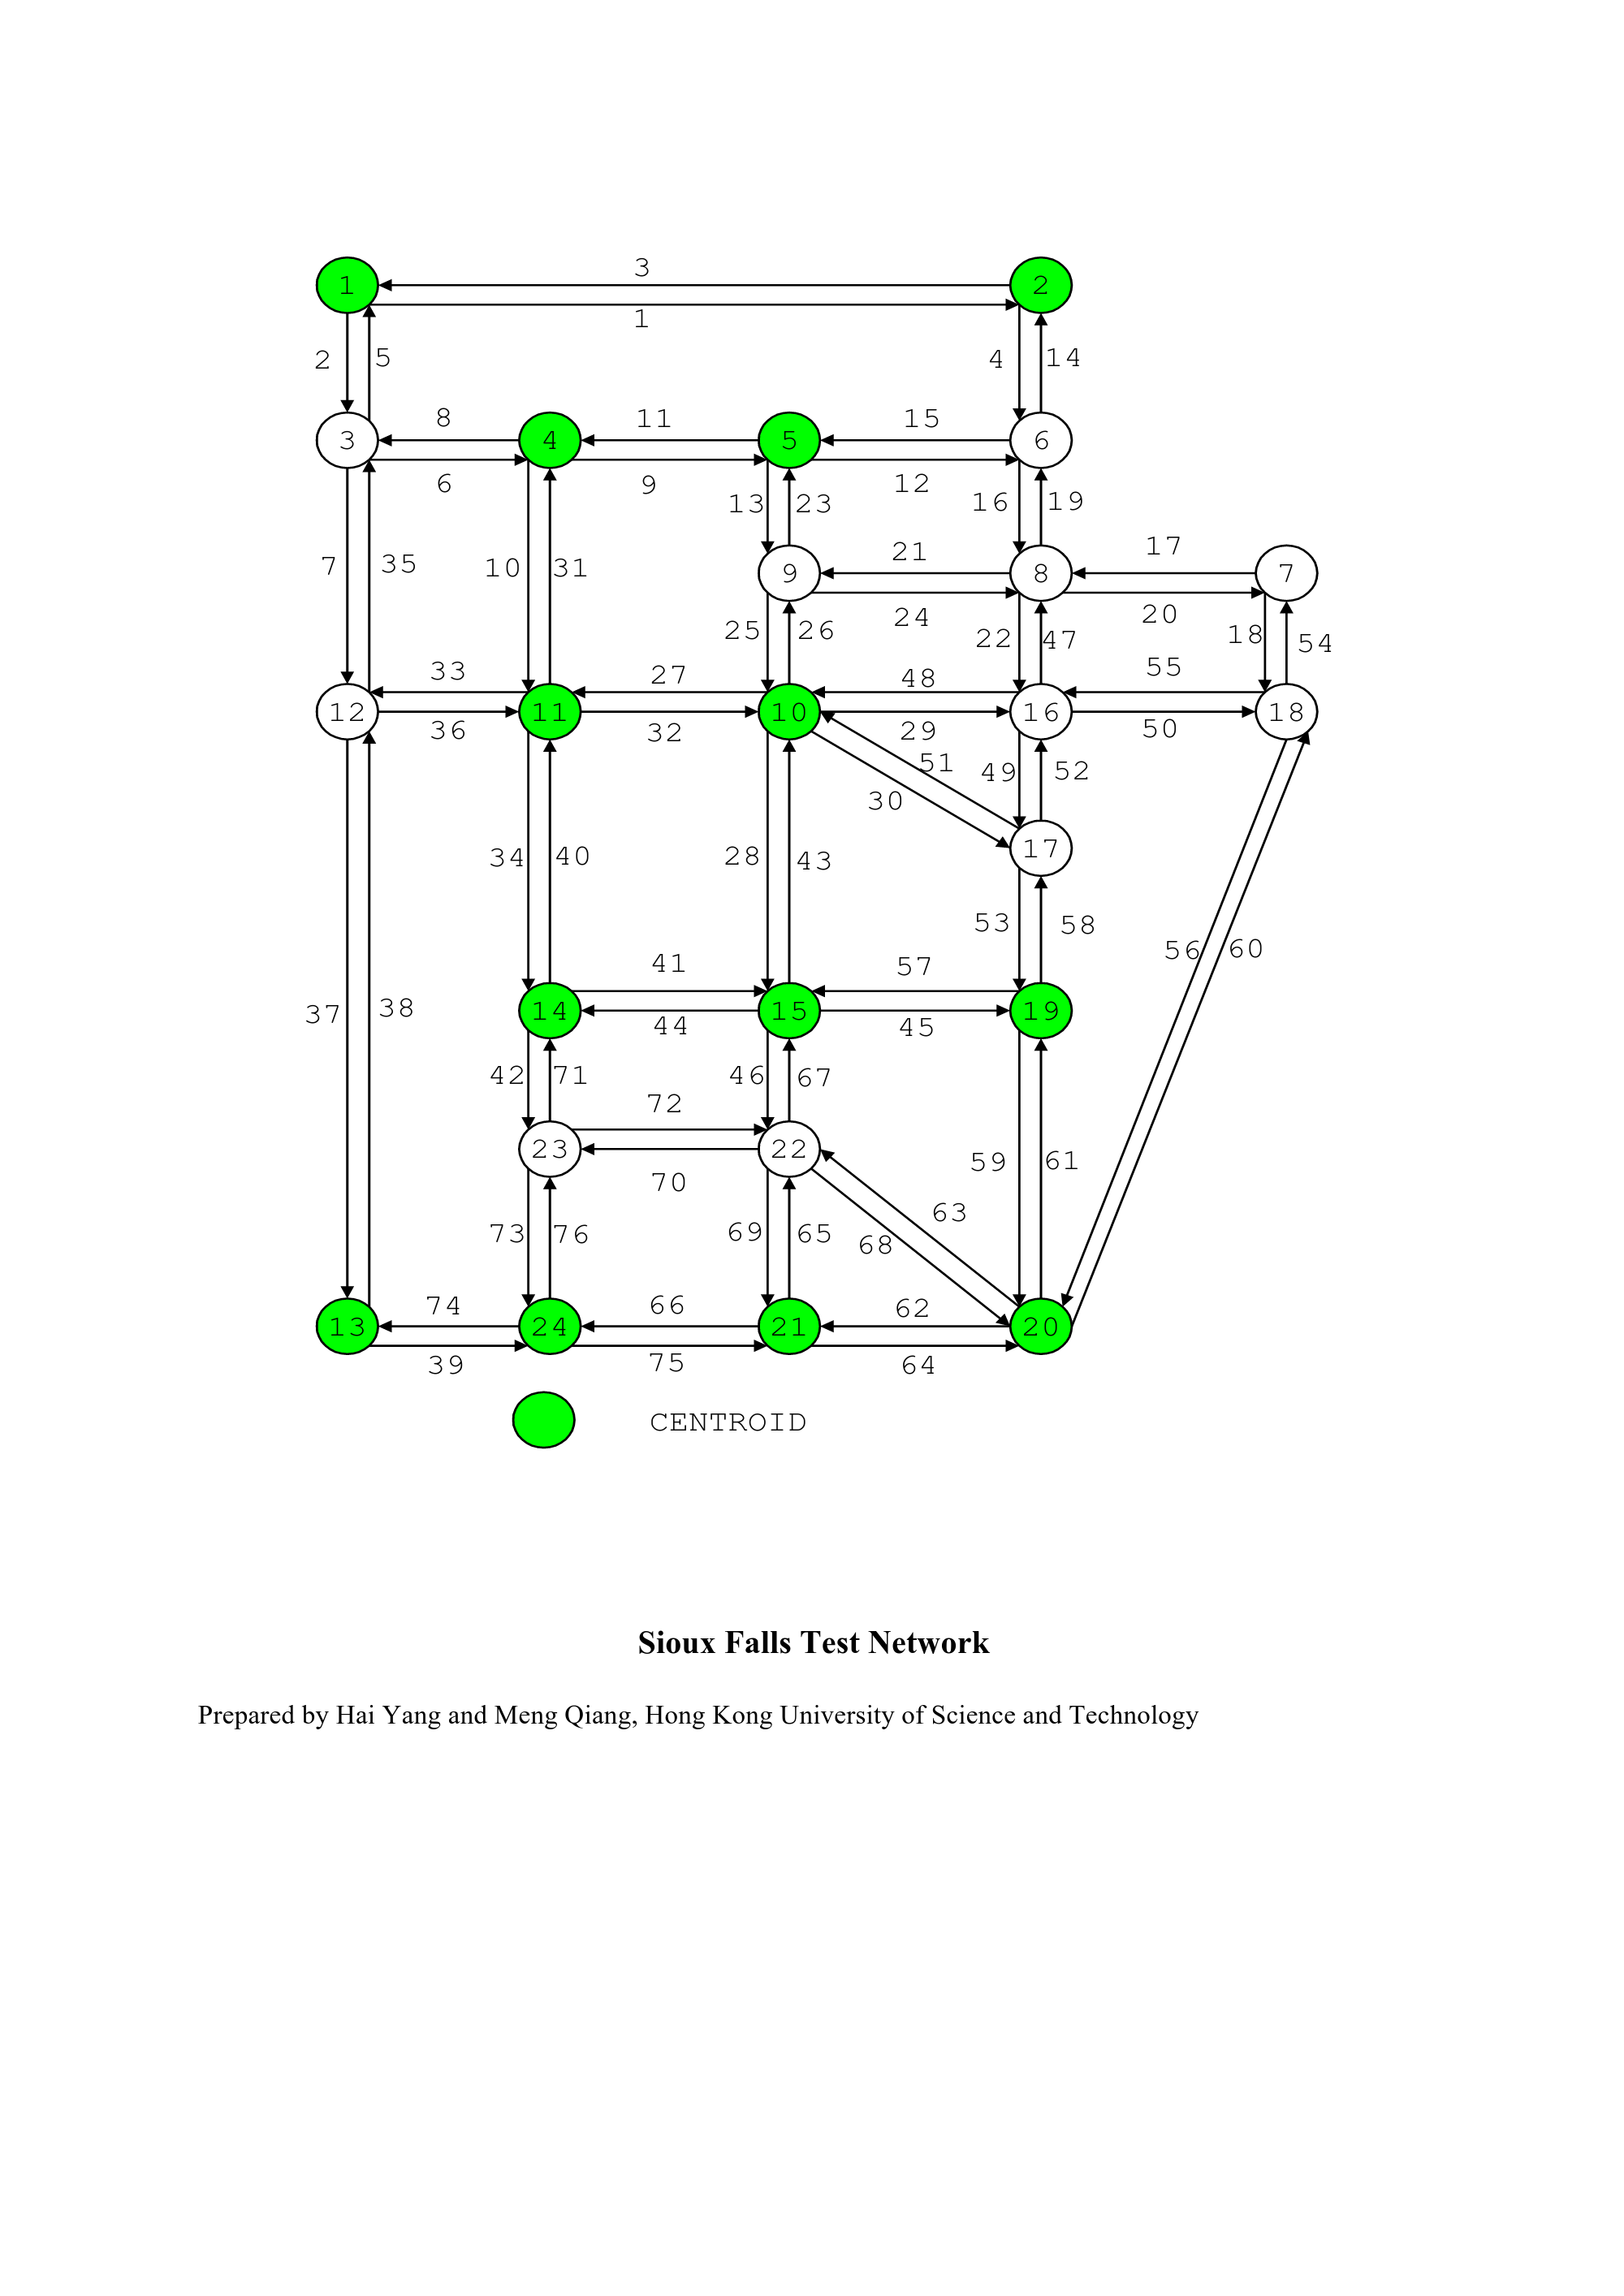 3
1 2
1
2 5 4 14
8 11 15
3 4 5 6
6 9 12
13 23 16 19
17
21
9 8 7
7 35 10 31 24 20
25 26 22 47 18 54
33 27 48 55
12 11 10 16 18
36 32 29 50
51 49 52
30
17
34 40 28 43
53 58
56 60
41 57
37 38 14 15 19
44 45
42 71 46 67
72
23 22
59 61
70
63
73 76 69 65 68
74 66 62
13 24 21 20
39 75 64
CENTROID
Sioux Falls Test Network
Prepared by Hai Yang and Meng Qiang, Hong Kong University of Science and Technology